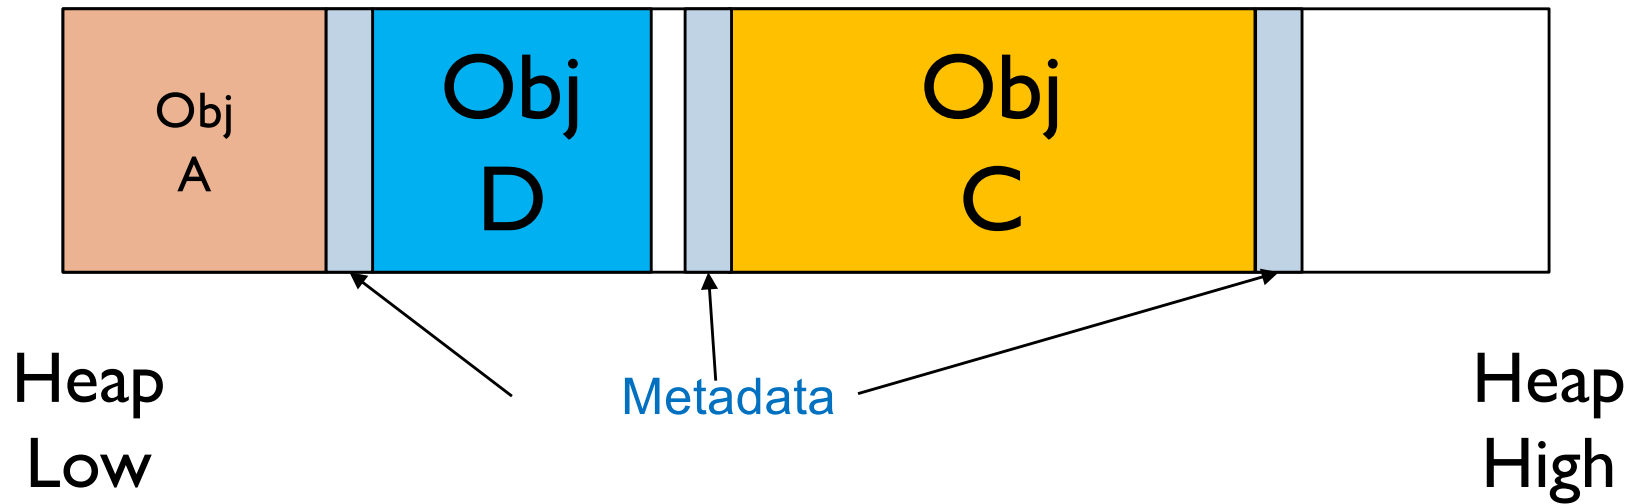 Obj
A
Obj
D
Obj
C
Metadata
Heap
Low
Heap
High